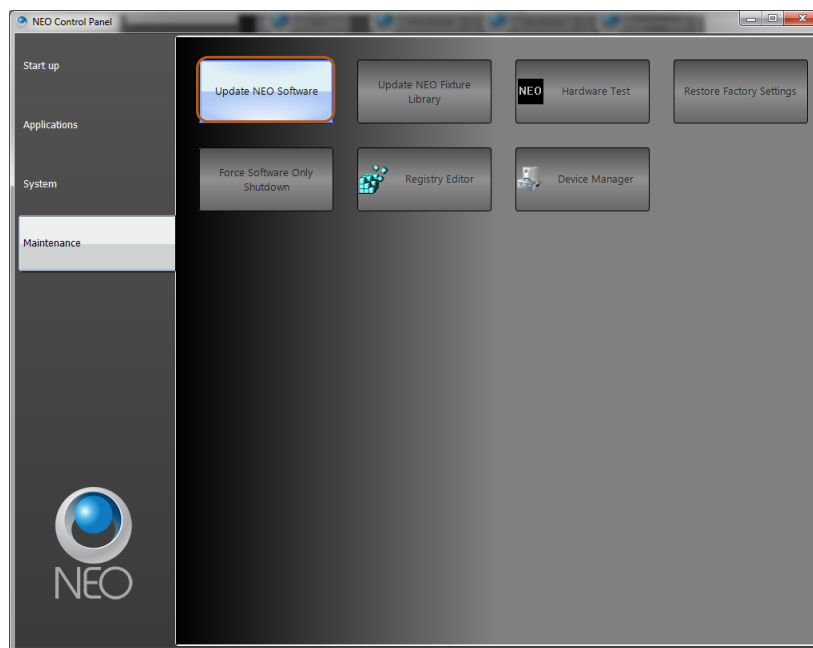 NEO Control Panel
Start up
Applications
System
Maintenance
Update NEO Software
Update NEO Fixture
Library
NEO
Hardware Test
Restore Factory Settings
Force Software Only
Shutdown
Registry Editor
Device Manager
NEO